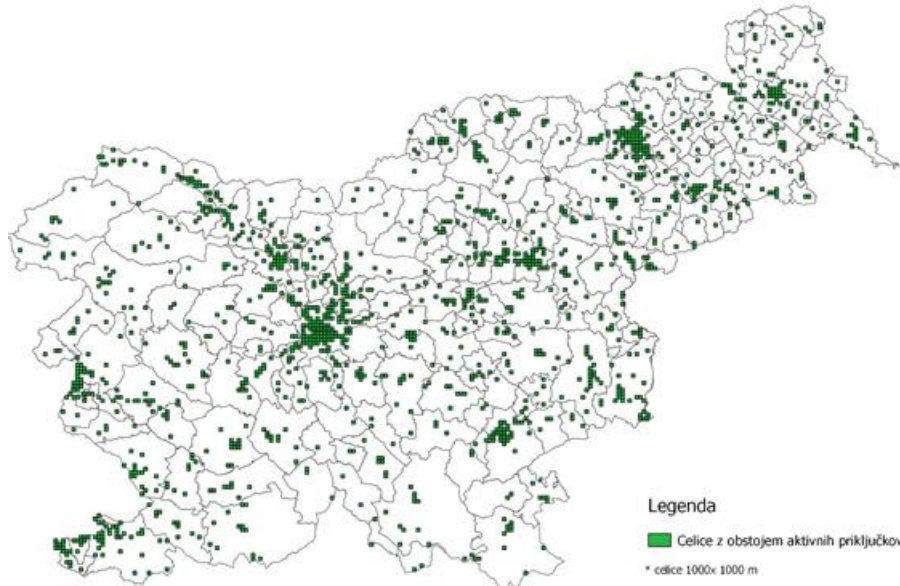 Legenda
Celice z obstojem aktivnih priključkov
* celice 1000x 1000 m